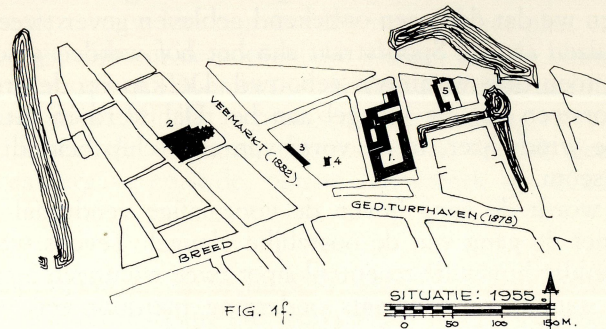 2
VEEMARKT (1882).
3
4
1.
5
GED. TURFHAVEN (1878)
BREED
FIG. 1f.
SITUATIE: 1955.
0 50 100 150 M.